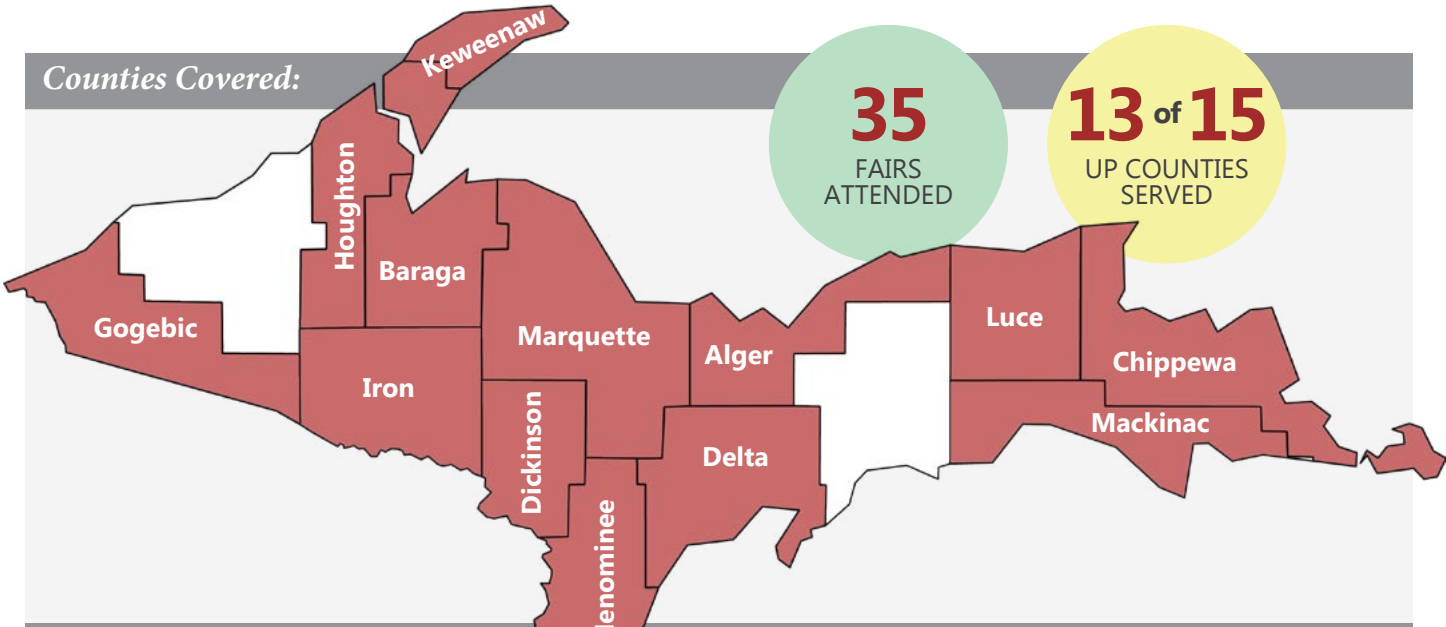 Keweenaw
Counties Covered:
35
FAIRS
ATTENDED
13 of 15
UP COUNTIES
SERVED
Houghton
Baraga
Gogebic
Marquette
Luce
Alger
Chippewa
Iron
Mackinac
Dickinson
Delta
enominee